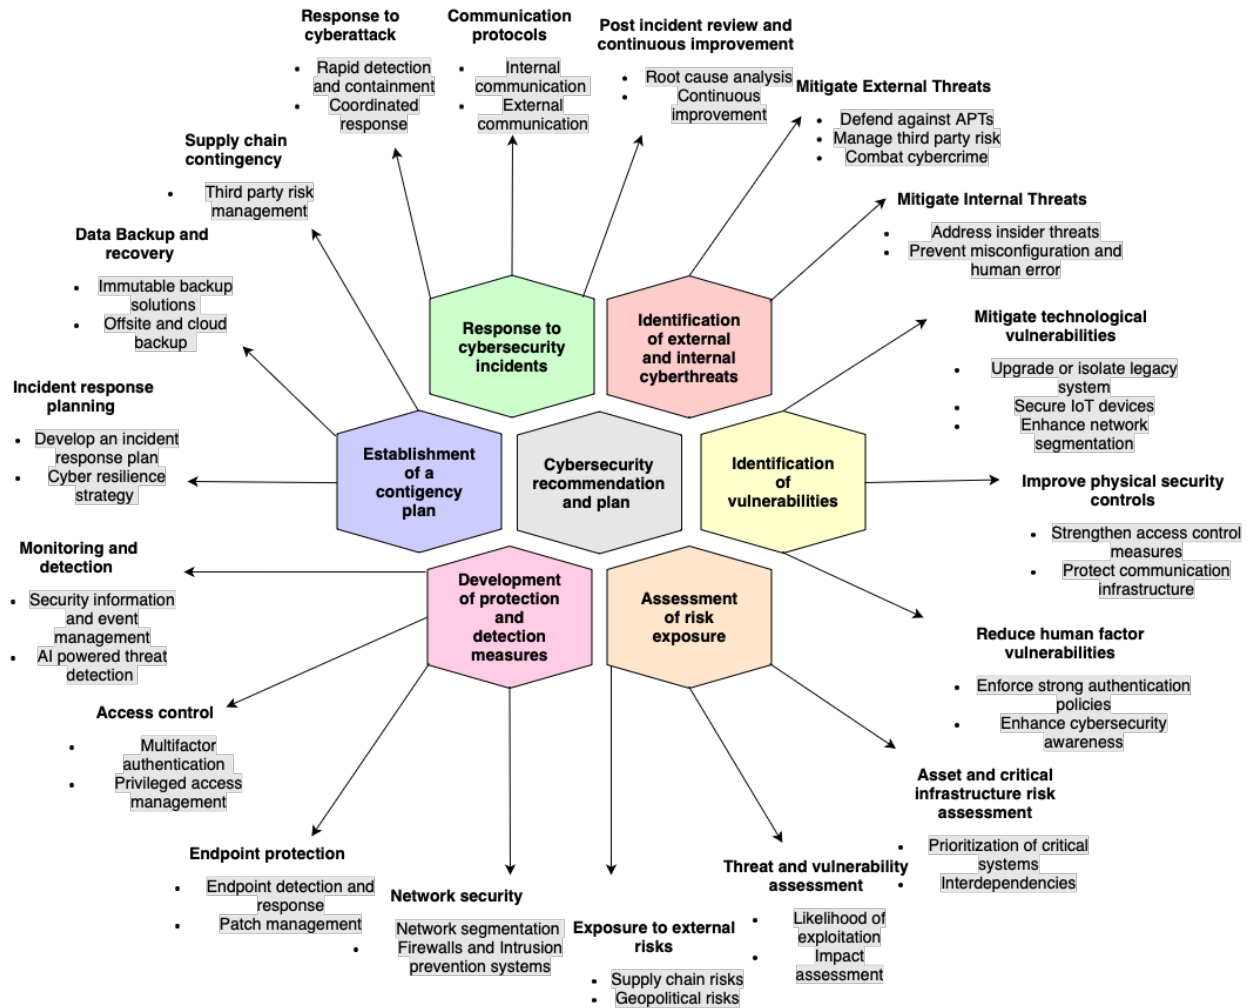 Response to
cyberattack
Rapid detection
and containment
Coordinated
response
Communication
protocols
Internal
communication
External
communication
Post incident review and
continuous improvement
Root cause analysis
Continuous
improvement
Mitigate External Threats
Defend against APTs
Manage third party risk
Combat cybercrime
Supply chain
contingency
Third party risk
management
Mitigate Internal Threats
Address insider threats
Prevent misconfiguration and
human error
Data Backup and
recovery
Immutable backup
solutions
Offsite and cloud
backup
Response to
cybersecurity
incidents
Identification
of external
and internal
cyberthreats
Mitigate technological
vulnerabilities
Upgrade or isolate legacy
system
Secure IoT devices
Enhance network
segmentation
Incident response
planning
Develop an incident
response plan
Cyber resilience
strategy
Establishment
of a
contigency
plan
Cybersecurity
recommendation
and plan
Identification
of
vulnerabilities
Improve physical security
controls
Strengthen access control
measures
Protect communication
infrastructure
Monitoring and
detection
Security information
and event
management
AI powered threat
detection
Development
of protection
and
detection
measures
Assessment
of risk
exposure
Reduce human factor
vulnerabilities
Enforce strong authentication
policies
Enhance cybersecurity
awareness
Access control
Multifactor
authentication
Privileged access
management
Asset and critical
infrastructure risk
assessment
Prioritization of critical
systems
Interdependencies
Endpoint protection
Endpoint detection and
response
Patch management
Network security
Network segmentation
Firewalls and Intrusion
prevention systems
Exposure to external
risks
Supply chain risks
Geopolitical risks
Threat and vulnerability
assessment
Likelihood of
exploitation
Impact
assessment